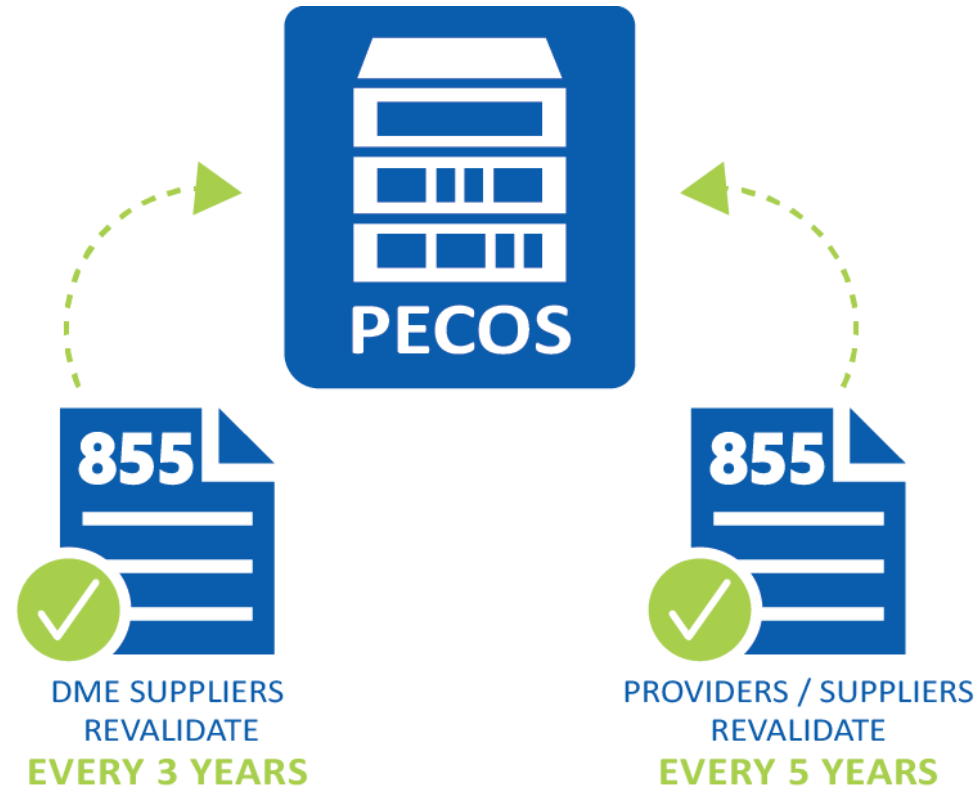 PECOS
855
DME SUPPLIERS
REVALIDATE
EVERY 3 YEARS
855
PROVIDERS / SUPPLIERS
REVALIDATE
EVERY 5 YEARS